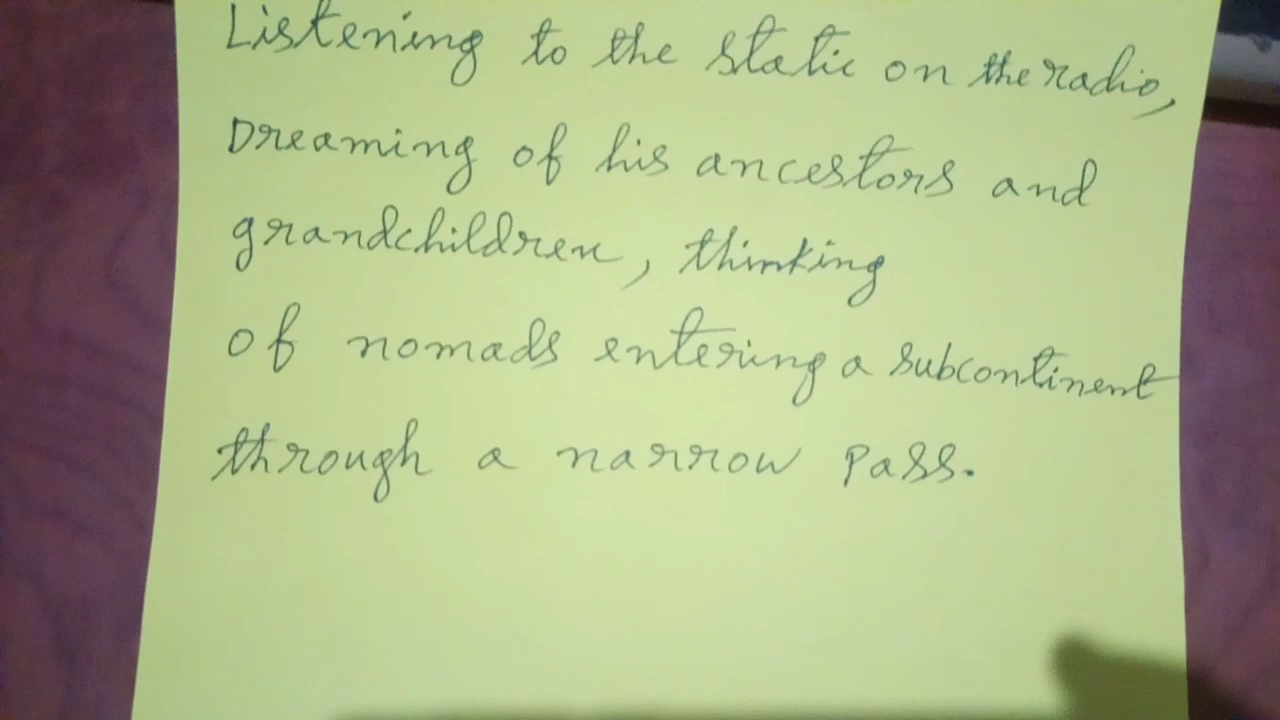 Listening to the static on the radio,
Dreaming of his ancestors and
grandchildren, thinking
of nomads entering a subcontinent
through a narrow pass.